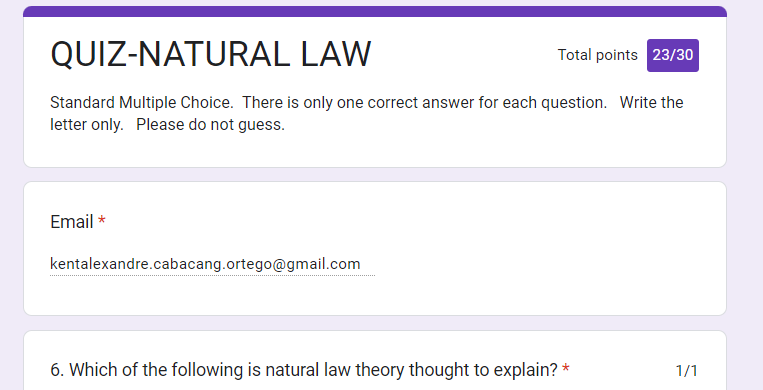 QUIZ-NATURAL LAW
Total points 23/30
Standard Multiple Choice. There is only one correct answer for each question. Write the
letter only. Please do not guess.
Email *
kentalexandre.cabacang.ortego@gmail.com
6. Which of the following is natural law theory thought to explain? *
1/1